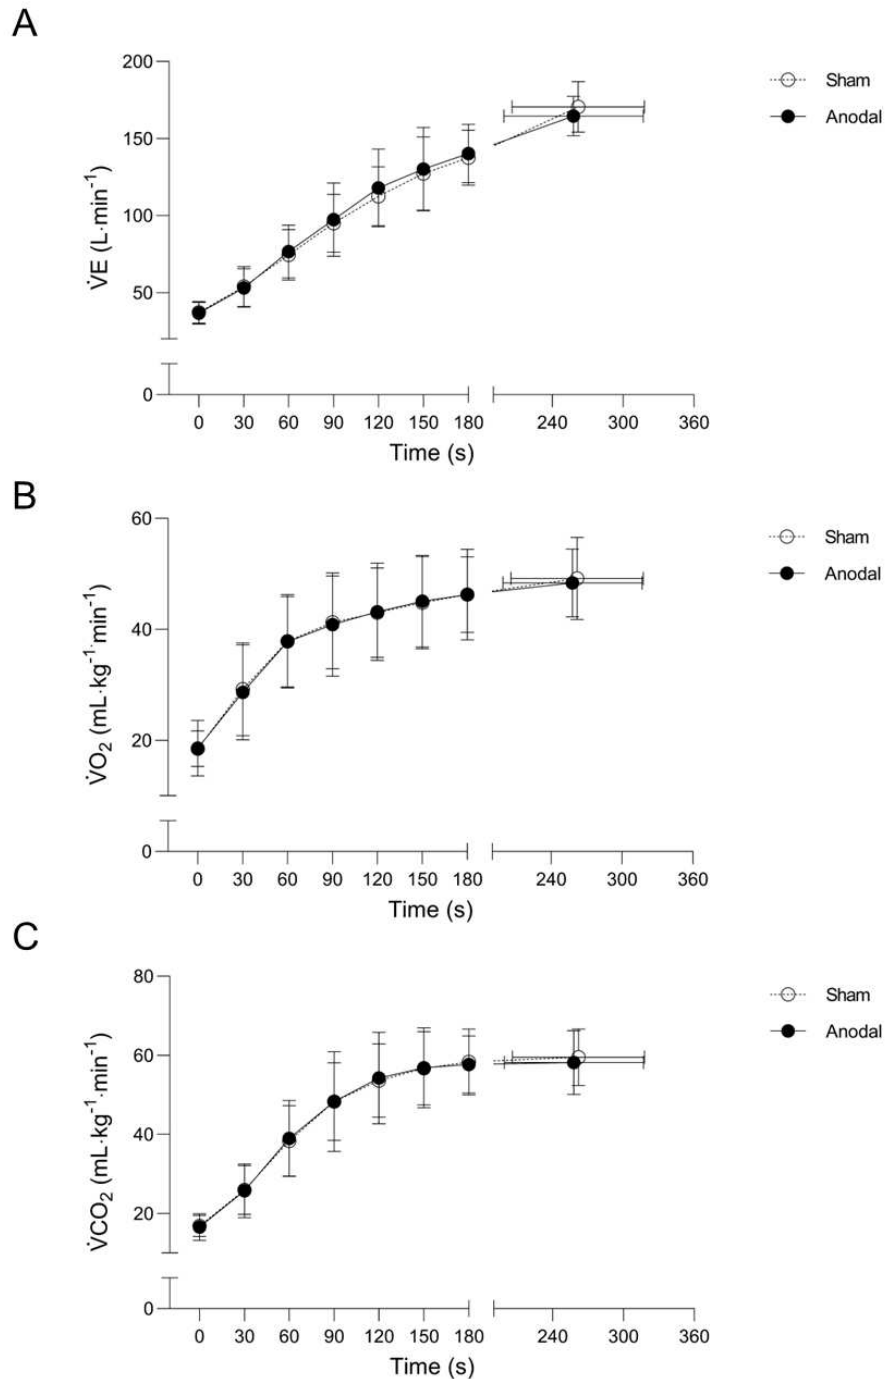 A
200
150
100
50
0
V̇E (L·min⁻¹)
0 30 60 90 120 150 180 240 300 360
Time (s)
Sham
Anodal
B
60
40
20
0
V̇O₂ (mL·kg⁻¹·min⁻¹)
0 30 60 90 120 150 180 240 300 360
Time (s)
Sham
Anodal
C
80
60
40
20
0
V̇CO₂ (mL·kg⁻¹·min⁻¹)
0 30 60 90 120 150 180 240 300 360
Time (s)
Sham
Anodal